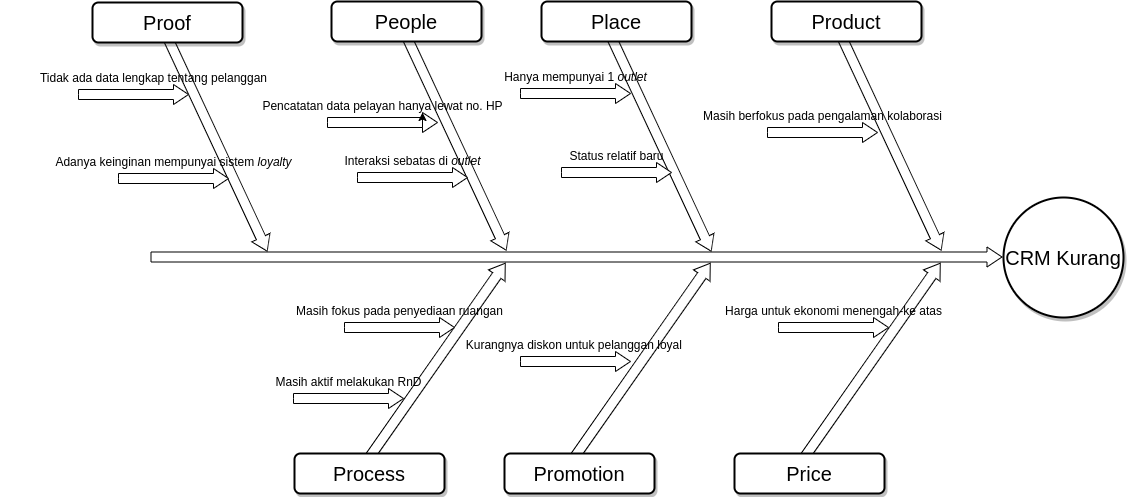 Proof
People
Place
Product
Tidak ada data lengkap tentang pelanggan
Hanya mempunyai 1 outlet
Pencatatan data pelayan hanya lewat no. HP
Masih berfokus pada pengalaman kolaborasi
Adanya keinginan mempunyai sistem loyalty
Interaksi sebatas di outlet
Status relatif baru
CRM Kurang
Masih fokus pada penyediaan ruangan
Harga untuk ekonomi menengah-ke atas
Kurangnya diskon untuk pelanggan loyal
Masih aktif melakukan RnD
Process
Promotion
Price